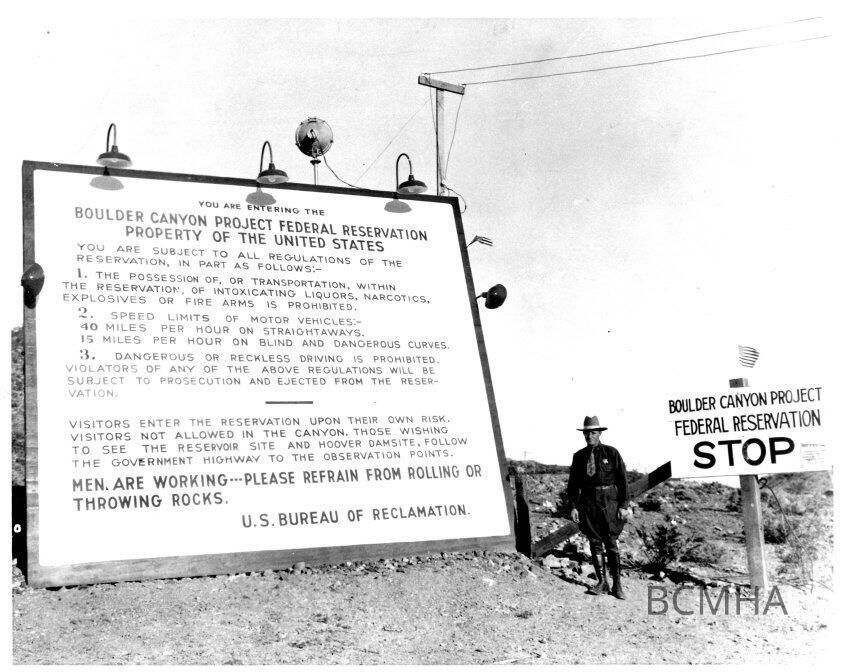 YOU ARE ENTERING THE
BOULDER CANYON PROJECT FEDERAL RESERVATION
PROPERTY OF THE UNITED STATES
YOU ARE SUBJECT TO ALL REGULATIONS OF THE
RESERVATION, IN PART AS FOLLOWS:-
1. THE POSSESSION OF, OR TRANSPORTATION, WITHIN
THE RESERVATION, OF INTOXICATING LIQUORS, NARCOTICS,
EXPLOSIVES OR FIRE ARMS IS PROHIBITED.
2. SPEED LIMITS OF MOTOR VEHICLES:-
40 MILES PER HOUR ON STRAIGHTAWAYS.
15 MILES PER HOUR ON BLIND AND DANGEROUS CURVES.
3. DANGEROUS OR RECKLESS DRIVING IS PROHIBITED.
VIOLATORS OF ANY OF THE ABOVE REGULATIONS WILL BE
SUBJECT TO PROSECUTION AND EJECTED FROM THE RESER-
VATION.
VISITORS ENTER THE RESERVATION UPON THEIR OWN RISK.
VISITORS NOT ALLOWED IN THE CANYON. THOSE WISHING
TO SEE THE RESERVOIR SITE AND HOOVER DAMSITE, FOLLOW
THE GOVERNMENT HIGHWAY TO THE OBSERVATION POINTS.
MEN. ARE WORKING---PLEASE REFRAIN FROM ROLLING OR
THROWING ROCKS.
U.S. BUREAU OF RECLAMATION.
BOULDER CANYON PROJECT
FEDERAL RESERVATION
STOP
BCMHA